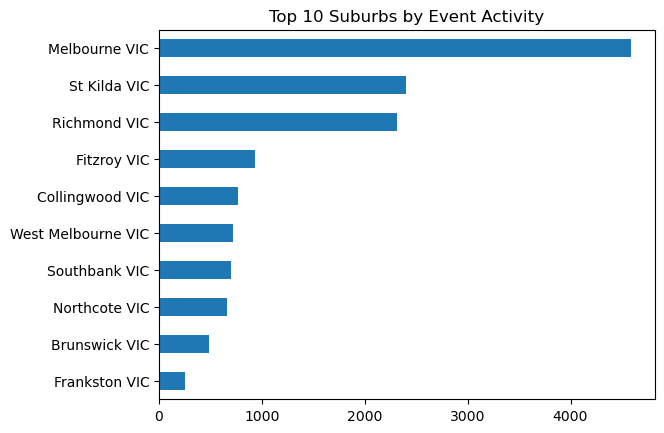 Top 10 Suburbs by Event Activity
Melbourne VIC
St Kilda VIC
Richmond VIC
Fitzroy VIC
Collingwood VIC
West Melbourne VIC
Southbank VIC
Northcote VIC
Brunswick VIC
Frankston VIC
0 1000 2000 3000 4000